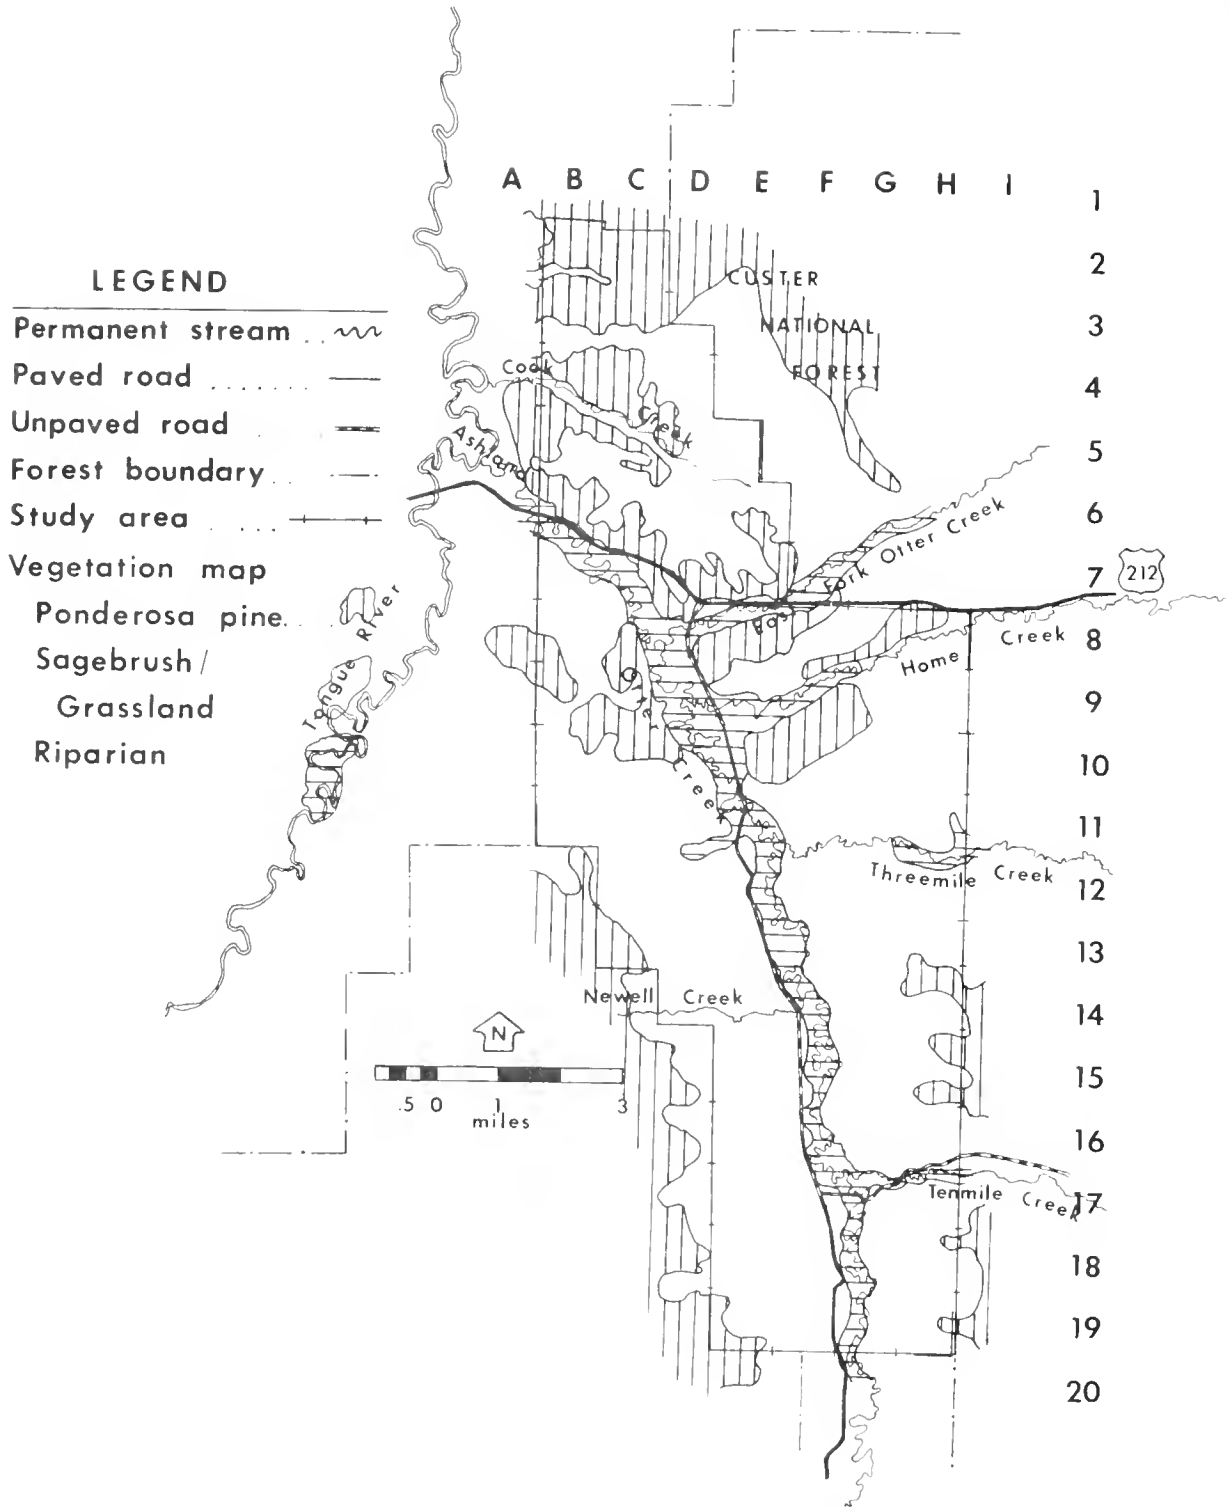 A B C D E F G H I
1
2
3
4
5
6
7
8
9
10
11
12
13
14
15
16
17
18
19
20
LEGEND
Permanent stream ..
Paved road .......
Unpaved road .
Forest boundary ..
Study area ....
Vegetation map
Ponderosa pine..
Sagebrush/
Grassland
Riparian
CUSTER
NATIONAL
FOREST
Cook
Creek
Ashland
212
East Fork Otter Creek
Home Creek
Tongue River
Otter Creek
Threemile Creek
Newell Creek
N
.5 0 1 3
miles
Tenmile Creek